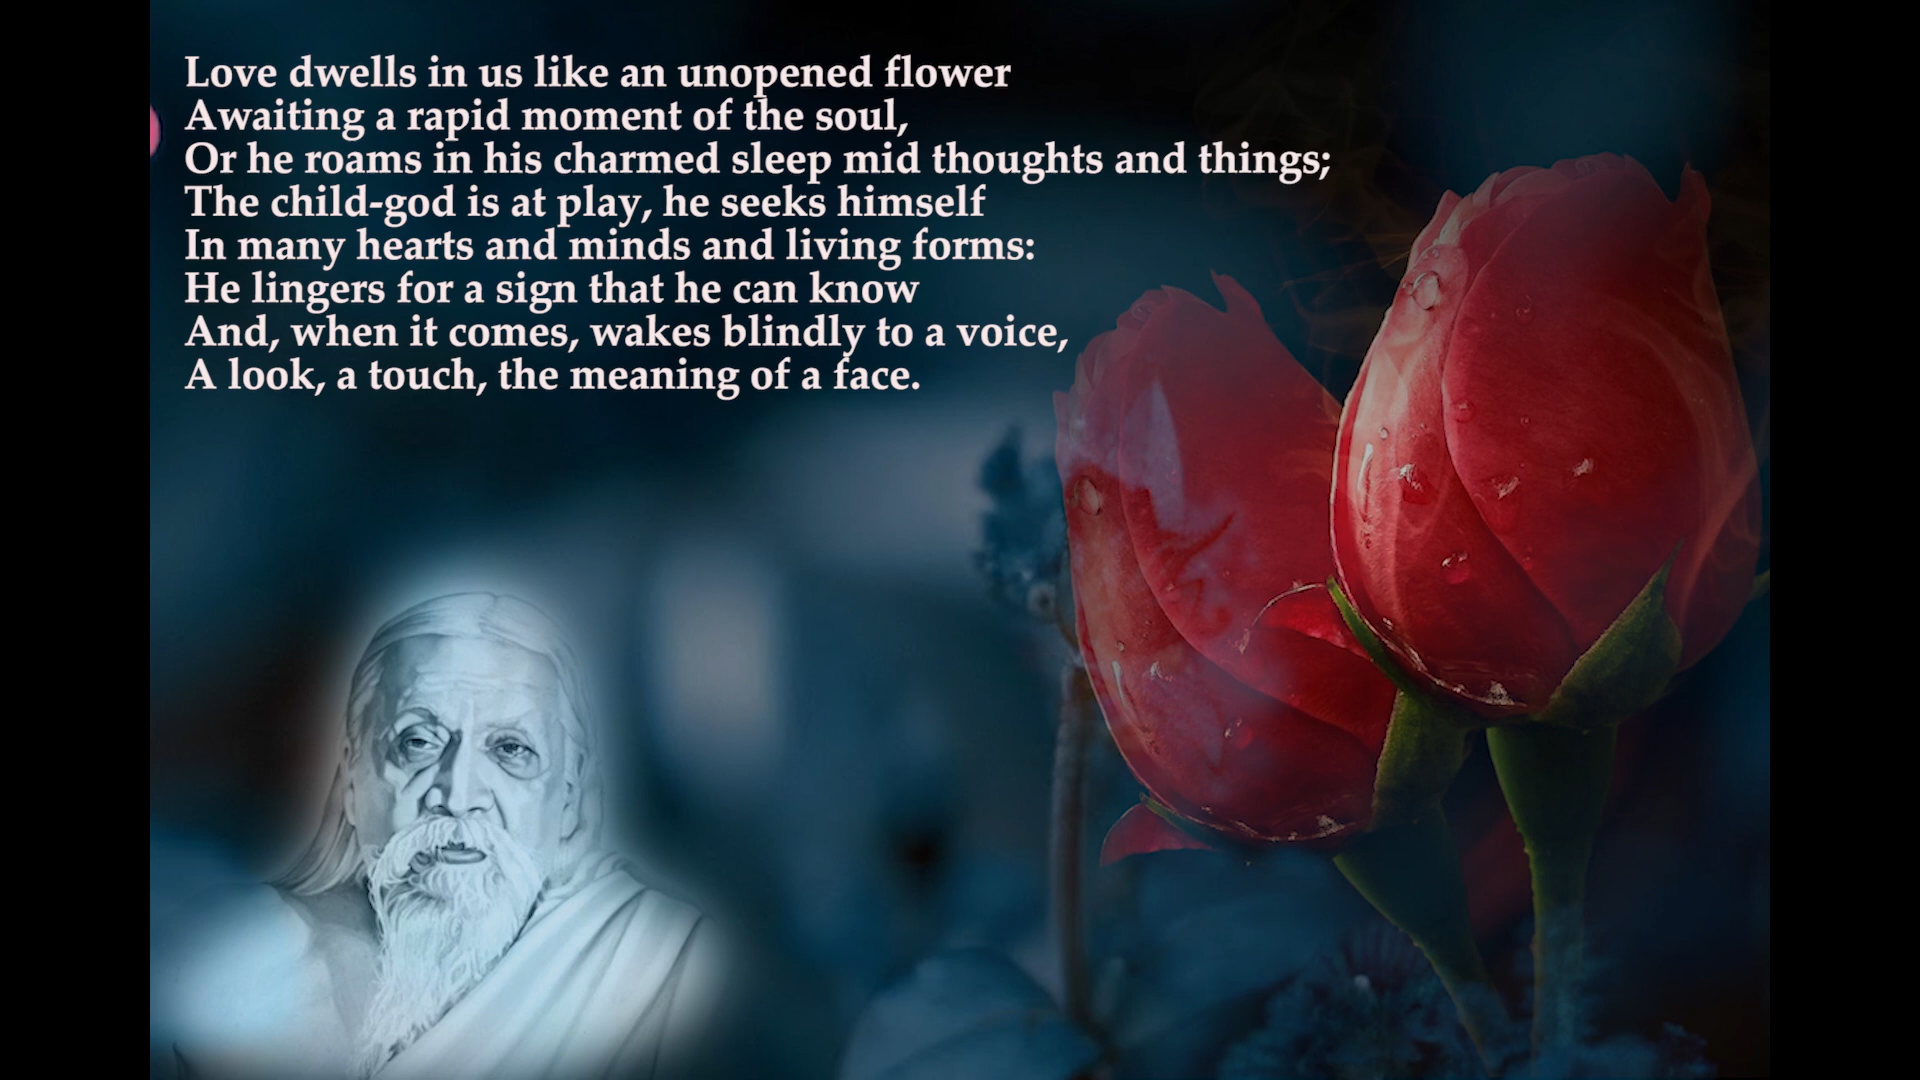 Love dwells in us like an unopened flower
Awaiting a rapid moment of the soul,
Or he roams in his charmed sleep mid thoughts and things;
The child-god is at play, he seeks himself
In many hearts and minds and living forms:
He lingers for a sign that he can know
And, when it comes, wakes blindly to a voice,
A look, a touch, the meaning of a face.